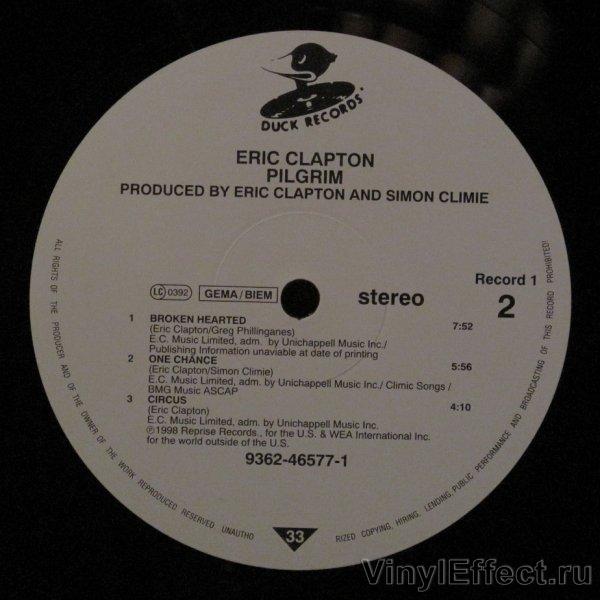 DUCK RECORDS
ERIC CLAPTON
PILGRIM
PRODUCED BY ERIC CLAPTON AND SIMON CLIMIE
LC 0392 GEMA/BIEM stereo
Record 1
2
1 BROKEN HEARTED 7:52
(Eric Clapton/Greg Phillinganes)
E.C. Music Limited, adm. by Unichappell Music Inc./
Publishing Information unaviable at date of printing
2 ONE CHANCE 5:56
(Eric Clapton/Simon Climie)
E.C. Music Limited, adm. by Unichappell Music Inc./ Climic Songs /
BMG Music ASCAP
3 CIRCUS 4:10
(Eric Clapton)
E.C. Music Limited, adm. by Unichappell Music Inc.
℗1998 Reprise Records., for the U.S. & WEA International Inc.
for the world outside of the U.S.
9362-46577-1
33
ALL RIGHTS OF THE PRODUCER AND OF THE OWNER OF THE WORK REPRODUCED RESERVED UNAUTHO
RIZED COPYING, HIRING, LENDING, PUBLIC PERFORMANCE AND BROADCASTING OF THIS RECORD PROHIBITED!
VinylEffect.ru